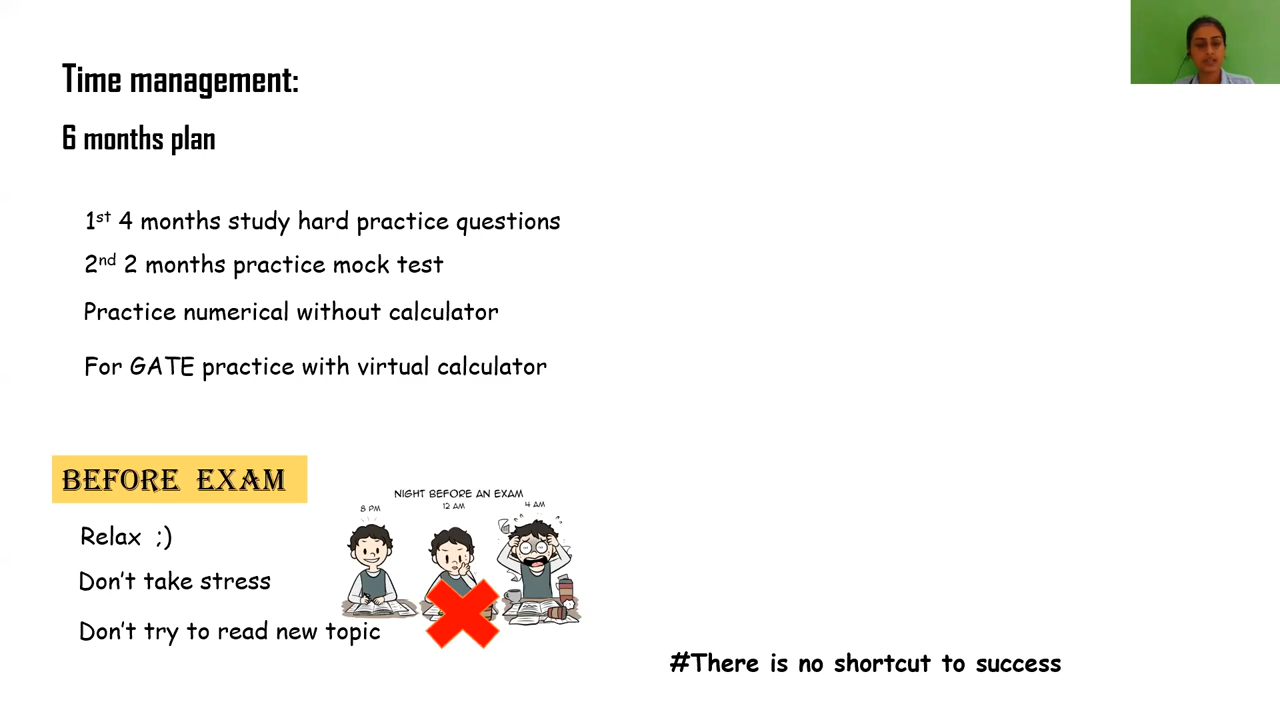 Time management:
6 months plan
1st 4 months study hard practice questions
2nd 2 months practice mock test
Practice numerical without calculator
For GATE practice with virtual calculator
BEFORE EXAM
NIGHT BEFORE AN EXAM
8 PM 12 AM 4 AM
Relax ;)
Don't take stress
Don't try to read new topic
#There is no shortcut to success